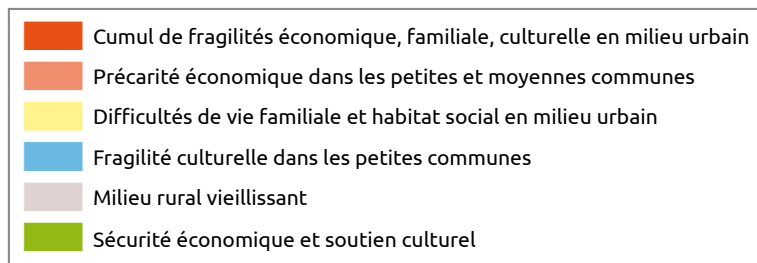 Cumul de fragilités économique, familiale, culturelle en milieu urbain
Précarité économique dans les petites et moyennes communes
Difficultés de vie familiale et habitat social en milieu urbain
Fragilité culturelle dans les petites communes
Milieu rural vieillissant
Sécurité économique et soutien culturel